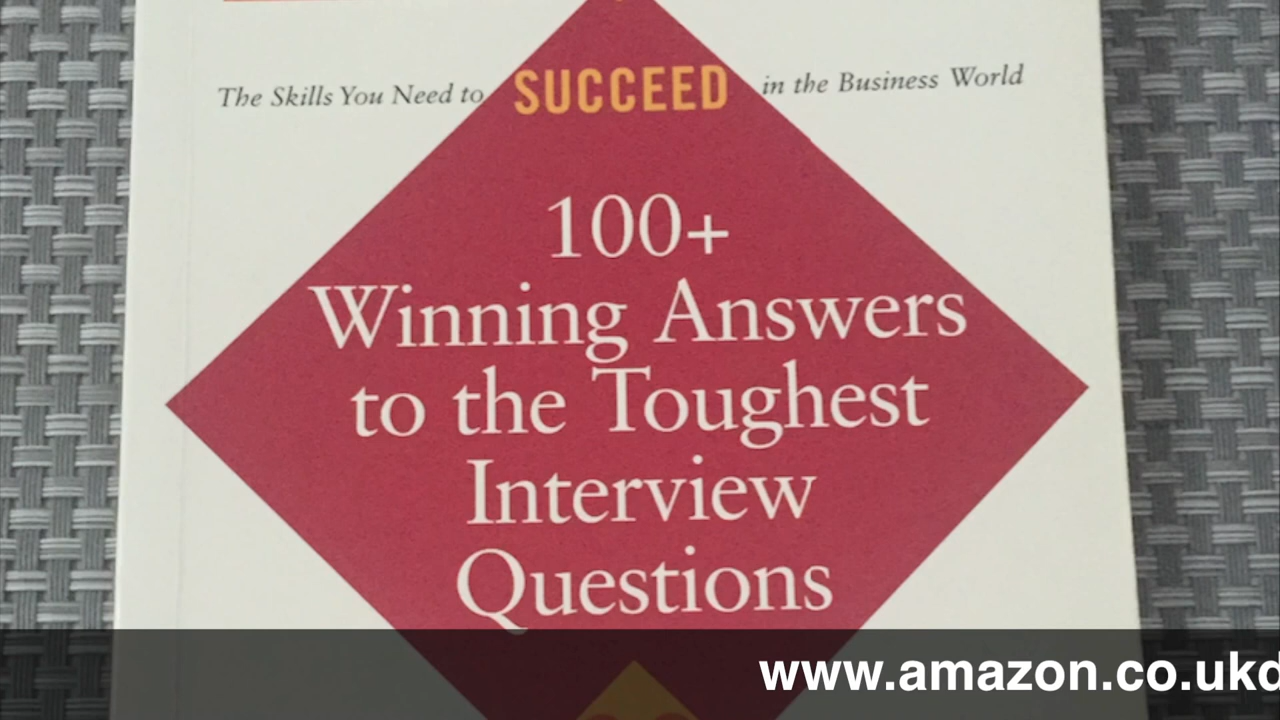 The Skills You Need to SUCCEED in the Business World
100+
Winning Answers
to the Toughest
Interview
Questions
www.amazon.co.uk